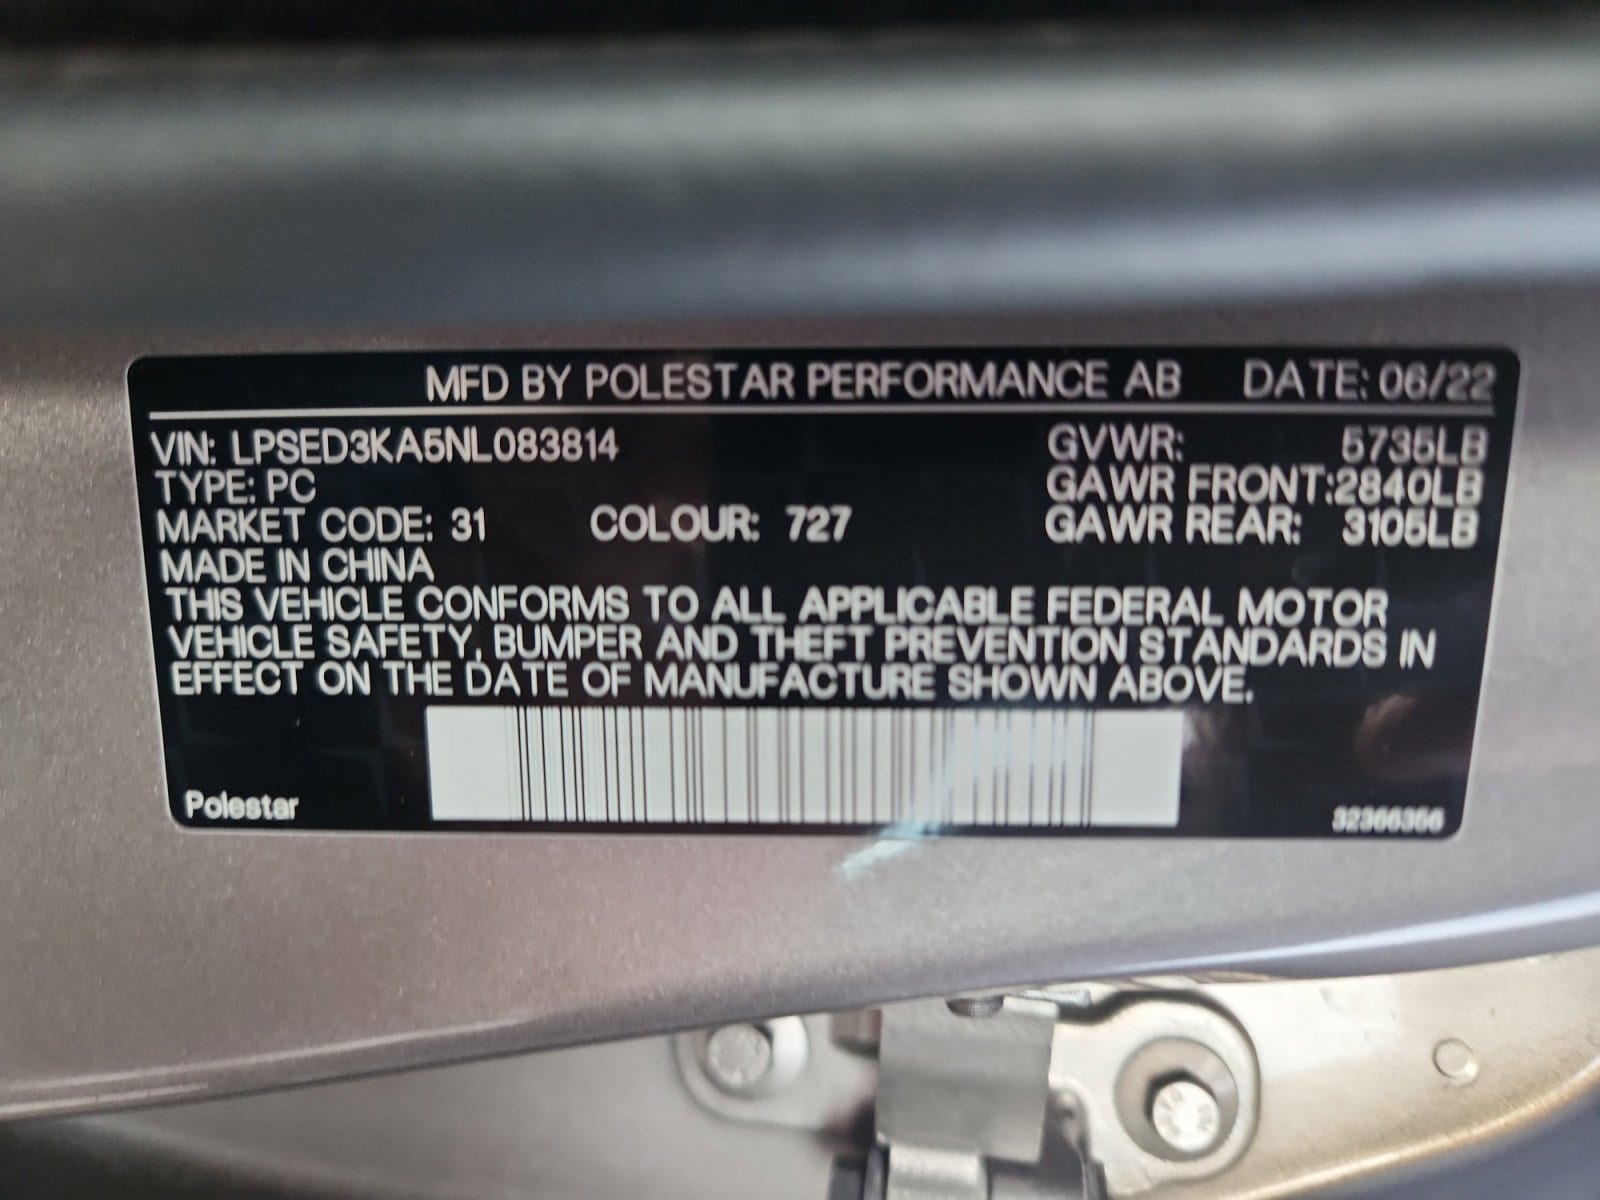 MFD BY POLESTAR PERFORMANCE AB DATE: 06/22
VIN: LPSED3KA5NL083814 GVWR: 5735LB
TYPE: PC GAWR FRONT:2840LB
MARKET CODE: 31 COLOUR: 727 GAWR REAR: 3105LB
MADE IN CHINA
THIS VEHICLE CONFORMS TO ALL APPLICABLE FEDERAL MOTOR
VEHICLE SAFETY, BUMPER AND THEFT PREVENTION STANDARDS IN
EFFECT ON THE DATE OF MANUFACTURE SHOWN ABOVE.
Polestar 32366356